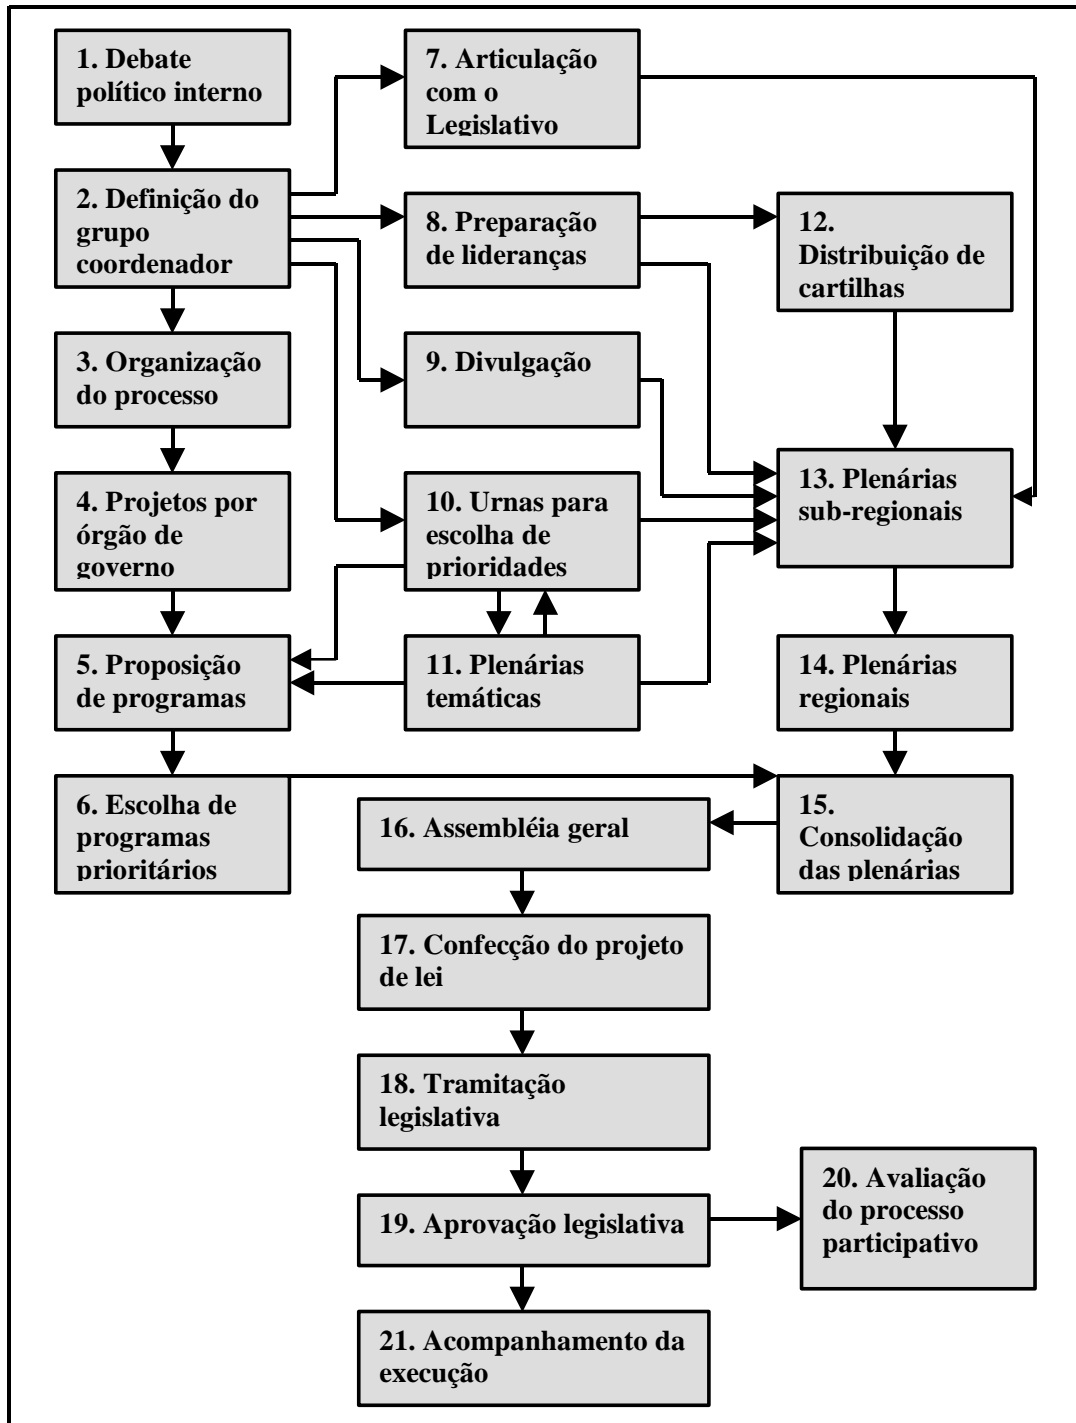 1. Debate
político interno
2. Definição do
grupo
coordenador
3. Organização
do processo
4. Projetos por
órgão de
governo
5. Proposição
de programas
6. Escolha de
programas
prioritários
7. Articulação
com o
Legislativo
8. Preparação
de lideranças
9. Divulgação
10. Urnas para
escolha de
prioridades
11. Plenárias
temáticas
12.
Distribuição de
cartilhas
13. Plenárias
sub-regionais
14. Plenárias
regionais
15.
Consolidação
das plenárias
16. Assembléia geral
17. Confecção do projeto
de lei
18. Tramitação
legislativa
19. Aprovação legislativa
20. Avaliação
do processo
participativo
21. Acompanhamento da
execução